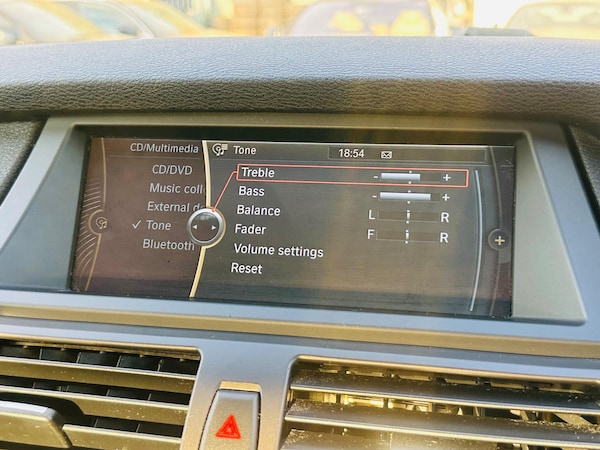 CD/Multimedia
CD/DVD
Music coll
External d
✓ Tone
Bluetooth
Tone
18:54
Treble - +
Bass - +
Balance L R
Fader F R
Volume settings
Reset
+